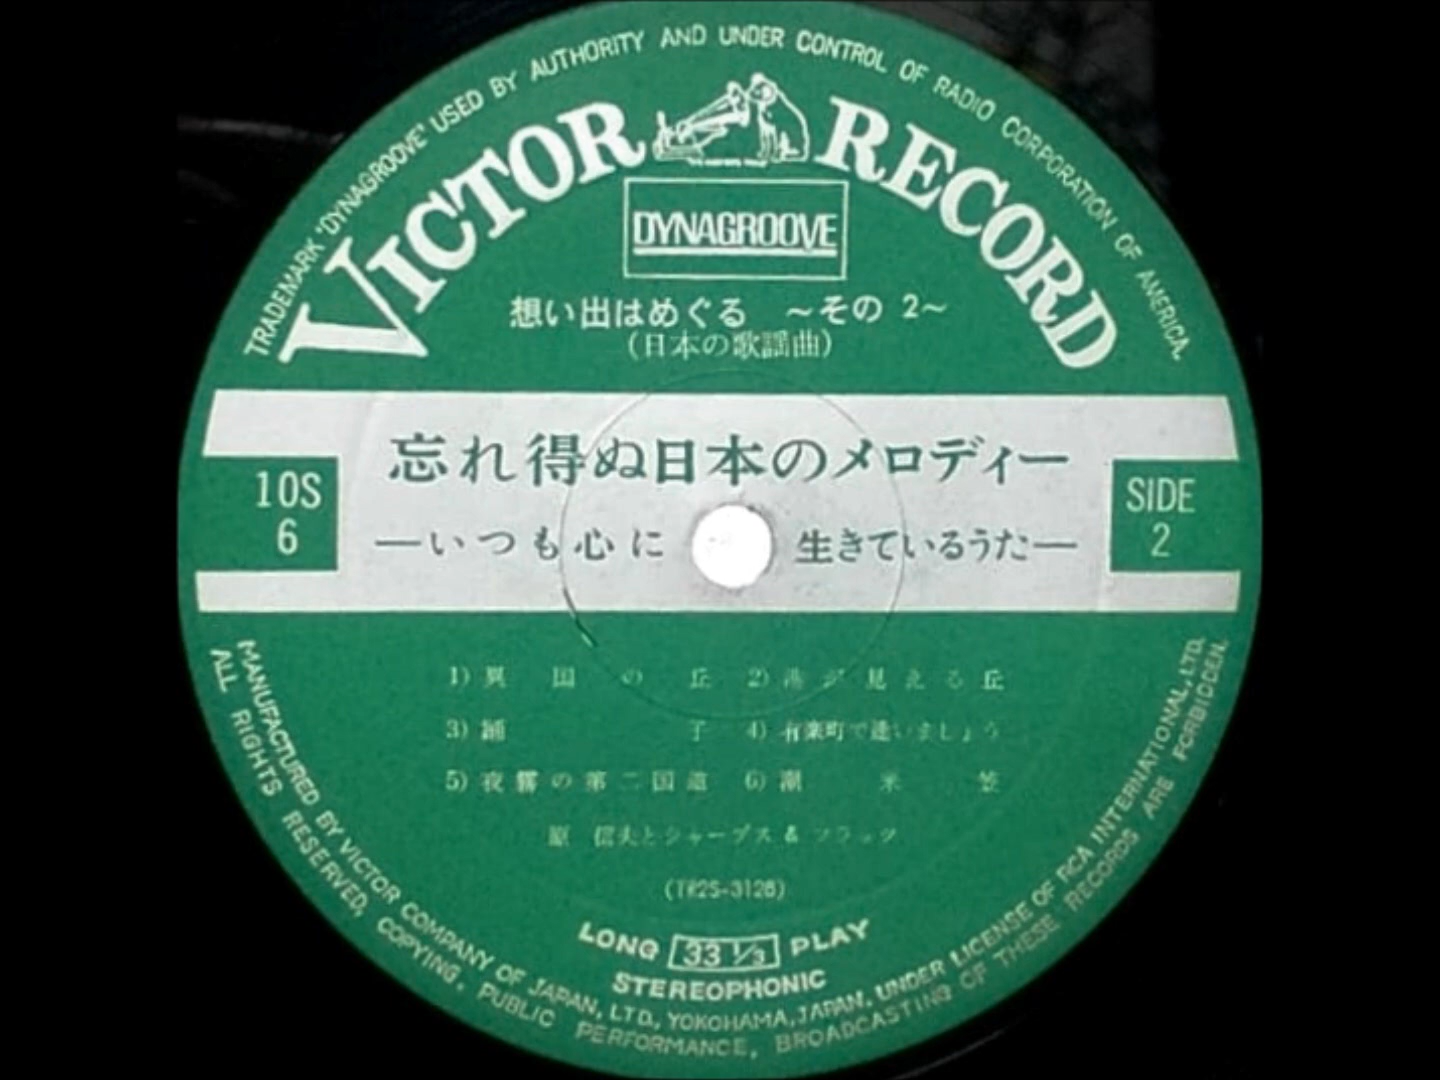 TRADEMARK "DYNAGROOVE" USED BY AUTHORITY AND UNDER CONTROL OF RADIO CORPORATION OF AMERICA.
VICTOR RECORD
DYNAGROOVE
想い出はめぐる ～その 2～
(日本の歌謡曲)
忘れ得ぬ日本のメロディー
10S
6
SIDE
2
―いつも心に 生きているうた―
1) 異国の丘 2) 港が見える丘
3) 踊子 4) 有楽町で逢いましょう
5) 夜霧の第二国道 6) 潮来笠
原 信夫とシャープス & フラッツ
LONG 33 1/3 PLAY
STEREOPHONIC
MANUFACTURED BY VICTOR COMPANY OF JAPAN, LTD., YOKOHAMA, JAPAN, UNDER LICENSE OF RCA INTERNATIONAL, LTD.
ALL RIGHTS RESERVED, COPYING, PUBLIC PERFORMANCE, BROADCASTING OF THESE RECORDS ARE FORBIDDEN.